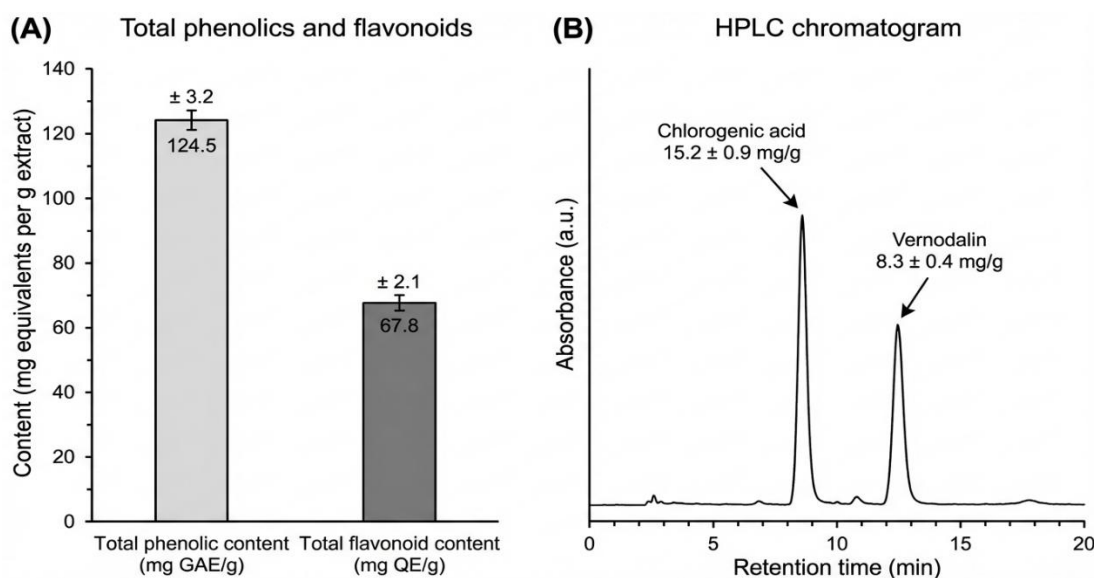 (A) Total phenolics and flavonoids
Content (mg equivalents per g extract)
140
120
100
80
60
40
20
0
± 3.2
124.5
± 2.1
67.8
Total phenolic content
(mg GAE/g)
Total flavonoid content
(mg QE/g)
(B) HPLC chromatogram
Absorbance (a.u.)
Chlorogenic acid
15.2 ± 0.9 mg/g
Vernodalin
8.3 ± 0.4 mg/g
0 5 10 15 20
Retention time (min)